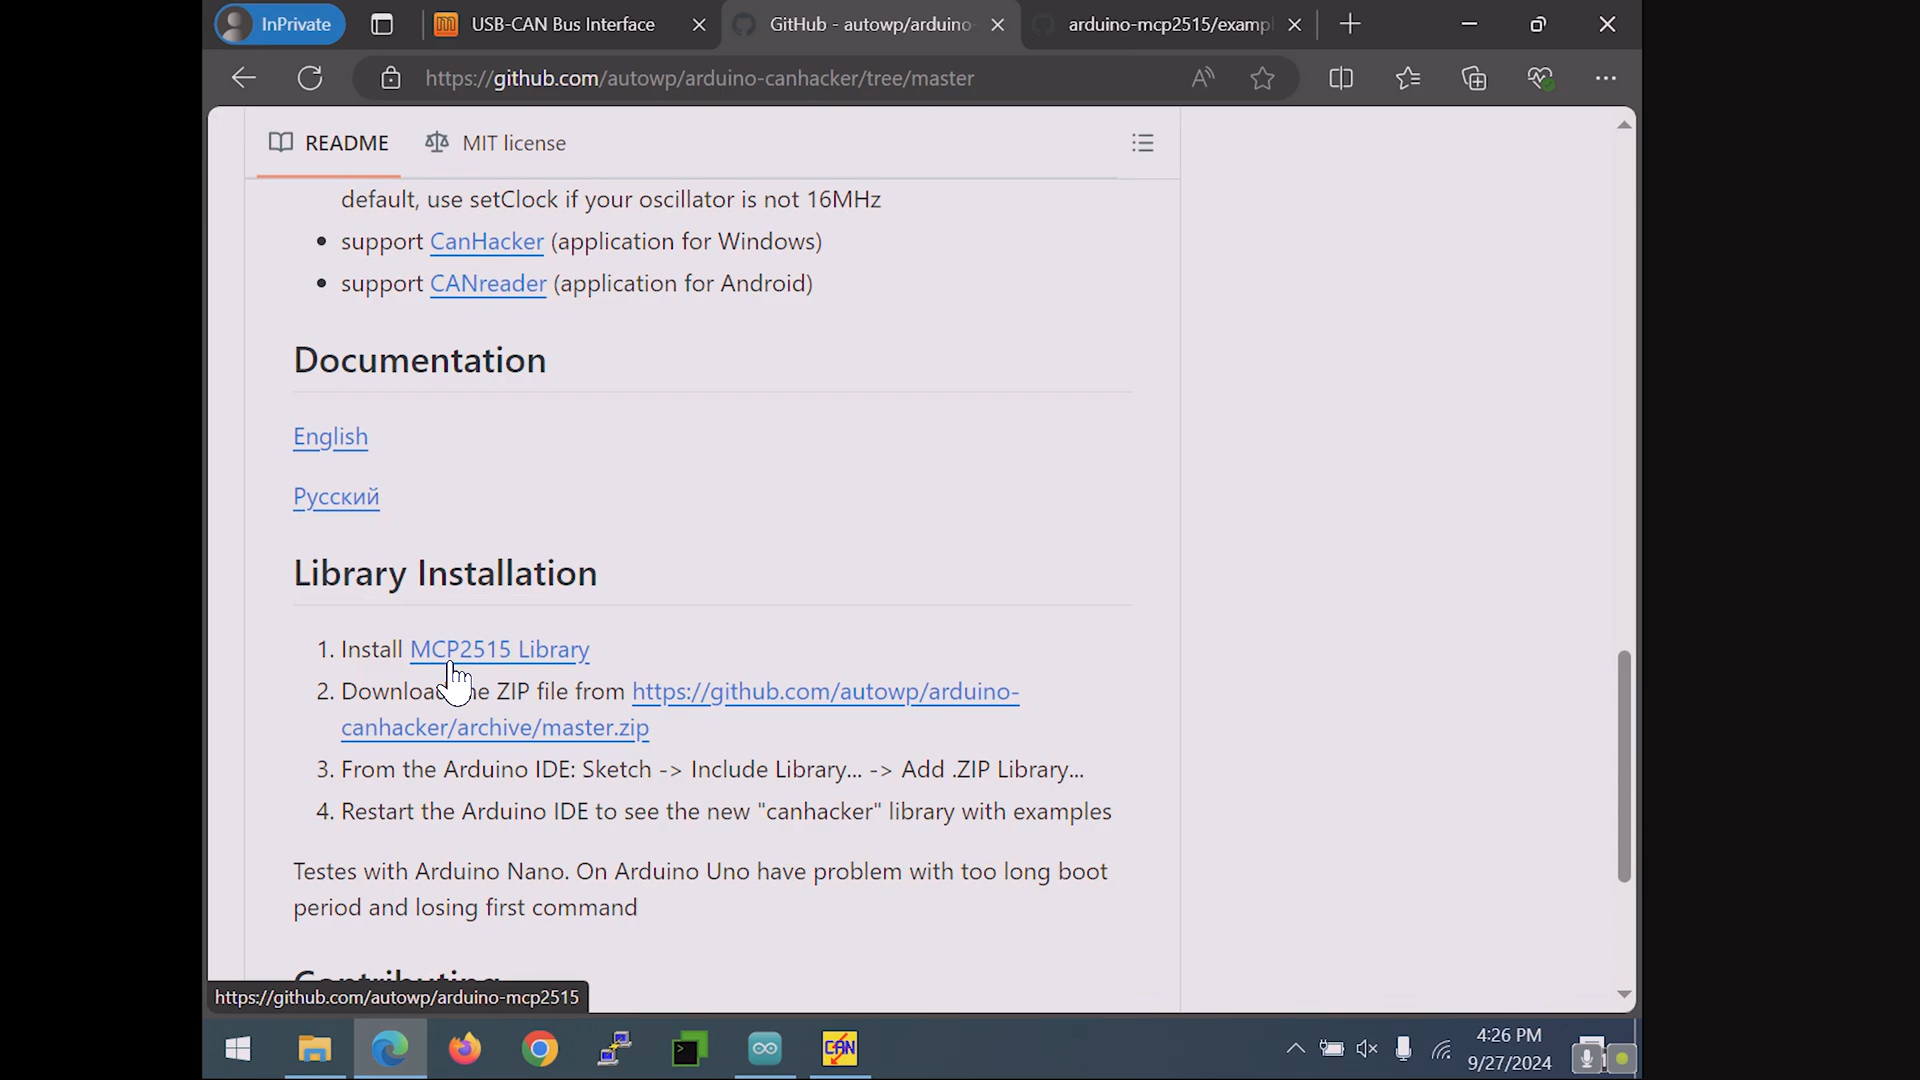 InPrivate
USB-CAN Bus Interface
GitHub - autowp/arduino-
arduino-mcp2515/exampl
https://github.com/autowp/arduino-canhacker/tree/master
README
MIT license
default, use setClock if your oscillator is not 16MHz
support CanHacker (application for Windows)
support CANreader (application for Android)
Documentation
English
Русский
Library Installation
1. Install MCP2515 Library
2. Download ZIP file from https://github.com/autowp/arduino-
canhacker/archive/master.zip
3. From the Arduino IDE: Sketch -> Include Library... -> Add .ZIP Library...
4. Restart the Arduino IDE to see the new "canhacker" library with examples
Testes with Arduino Nano. On Arduino Uno have problem with too long boot
period and losing first command
Contributing
https://github.com/autowp/arduino-mcp2515
CAN
4:26 PM
9/27/2024